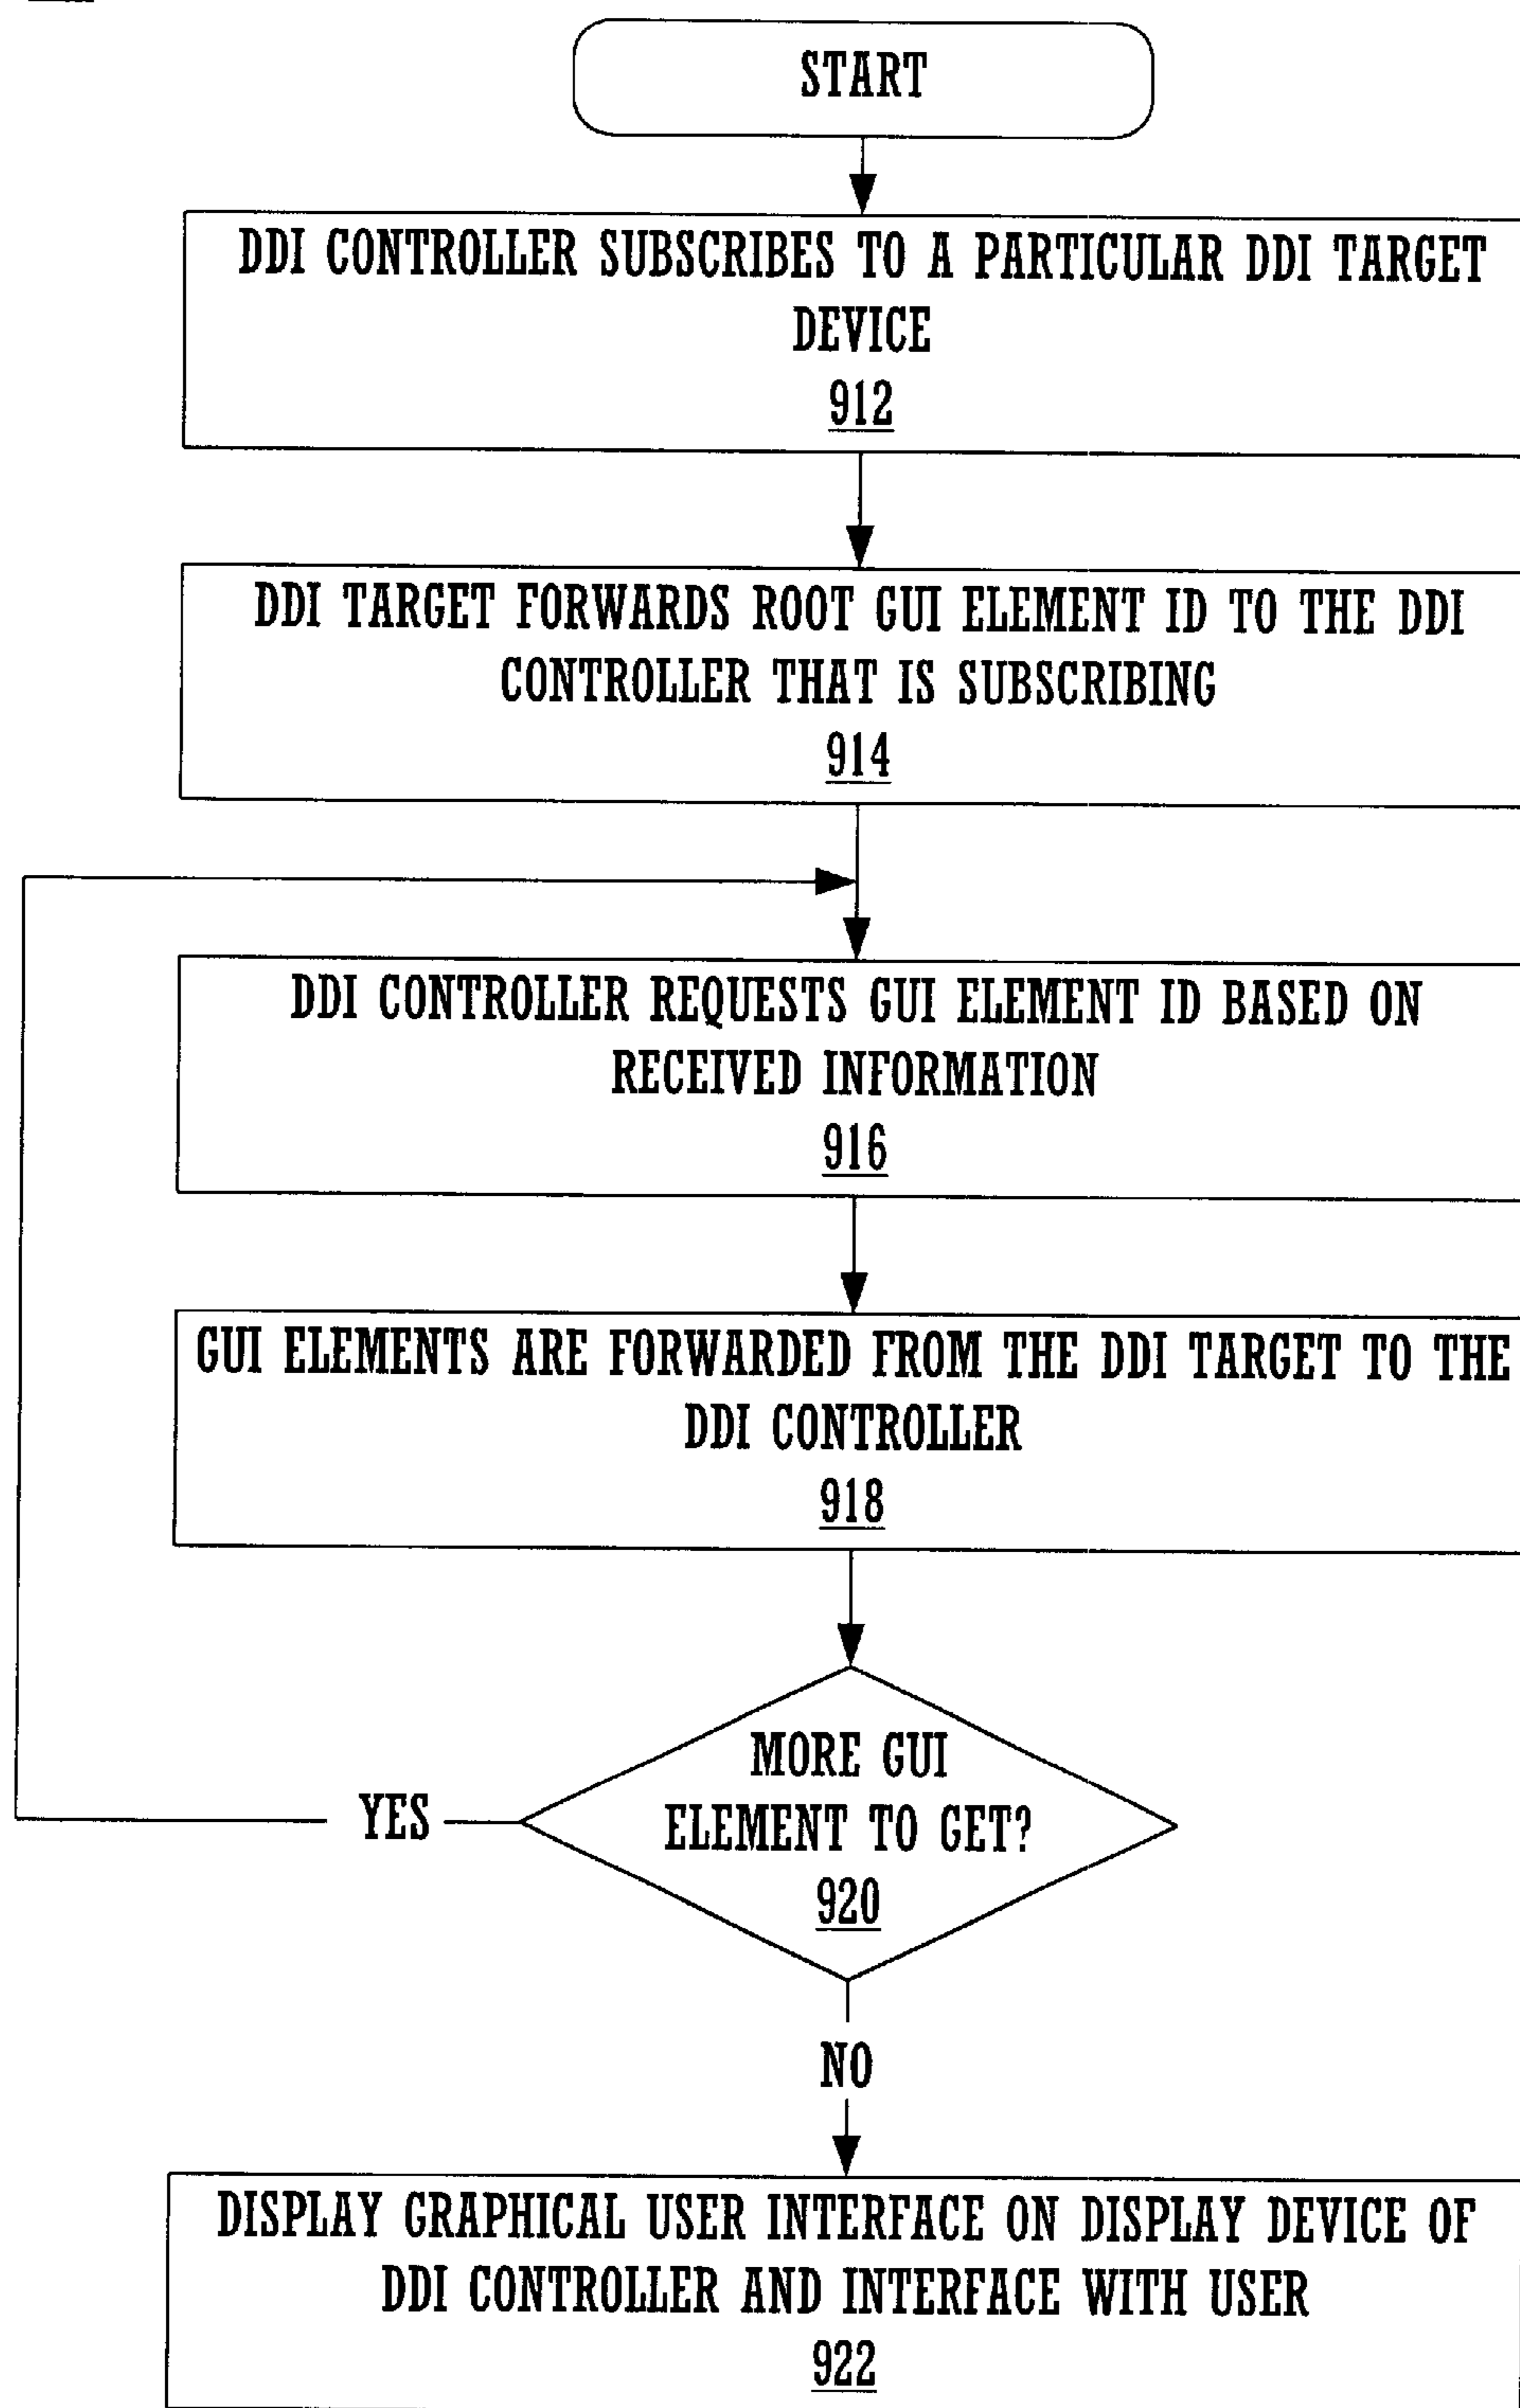 START
DDI CONTROLLER SUBSCRIBES TO A PARTICULAR DDI TARGET
DEVICE
912
DDI TARGET FORWARDS ROOT GUI ELEMENT ID TO THE DDI
CONTROLLER THAT IS SUBSCRIBING
914
DDI CONTROLLER REQUESTS GUI ELEMENT ID BASED ON
RECEIVED INFORMATION
916
GUI ELEMENTS ARE FORWARDED FROM THE DDI TARGET TO THE
DDI CONTROLLER
918
MORE GUI
ELEMENT TO GET?
920
YES
NO
DISPLAY GRAPHICAL USER INTERFACE ON DISPLAY DEVICE OF
DDI CONTROLLER AND INTERFACE WITH USER
922